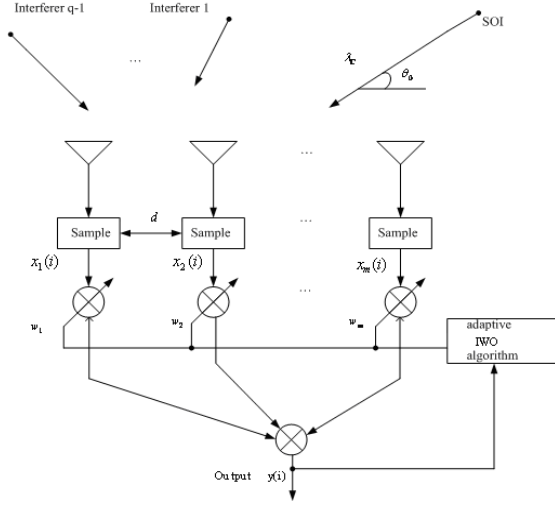 Interferer q-1 Interferer 1
SOI
λc
θ0
...
...
Sample d Sample Sample
...
x1(i) x2(i) xm(i)
...
w1 w2 wm
adaptive
IWO
algorithm
Output y(i)